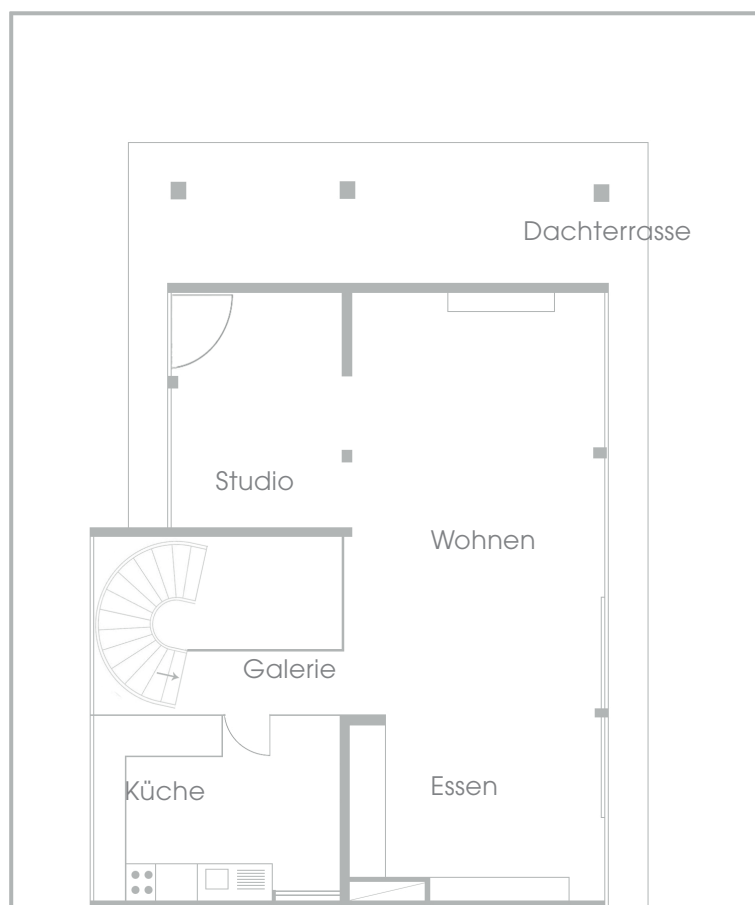 Dachterrasse
Studio
Wohnen
Galerie
Küche
Essen